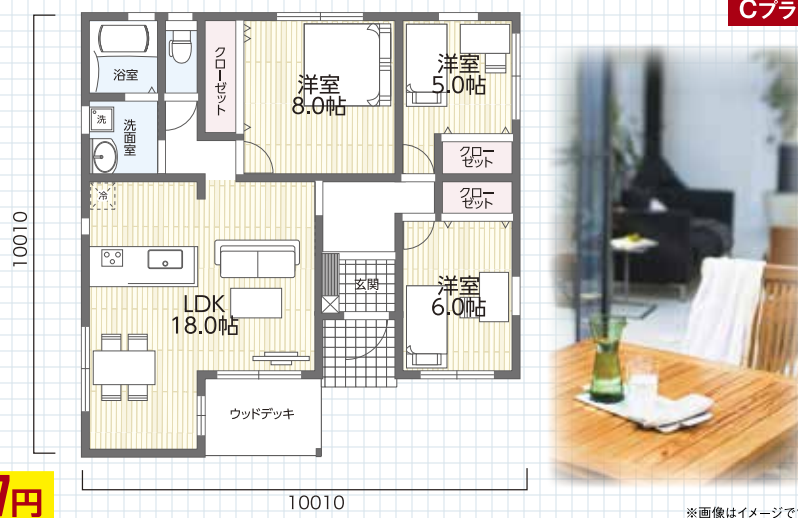 Cプラ
浴室
クローゼット
洋室
8.0帖
洋室
5.0帖
洗
洗面室
クロー
ゼット
クロー
ゼット
冷
10010
玄関
洋室
6.0帖
LDK
18.0帖
ウッドデッキ
7円
10010
※画像はイメージで